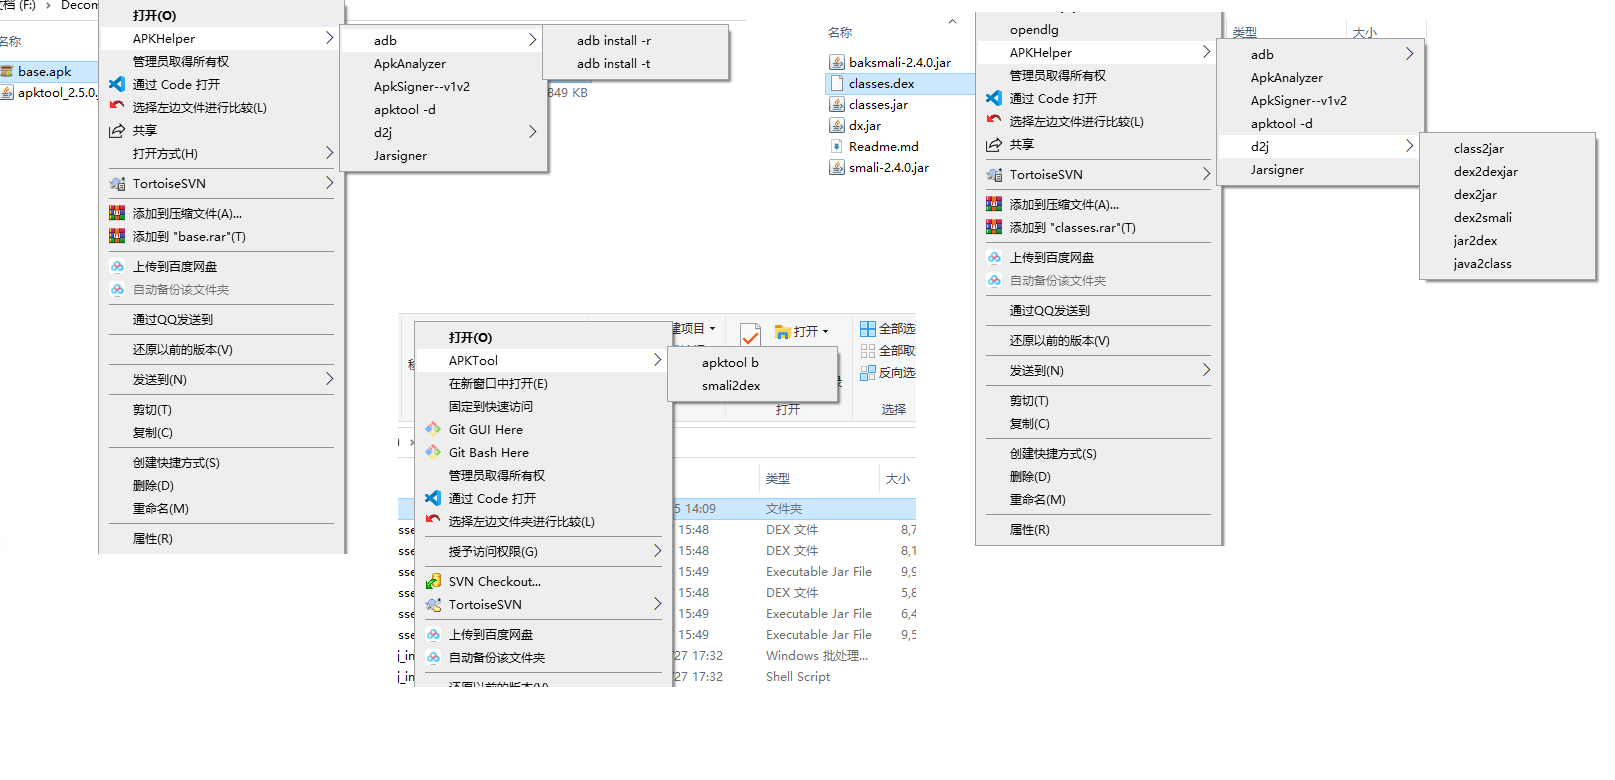 文档 (F:) > Decom
名称
base.apk
apktool_2.5.0.j
打开(O)
APKHelper
管理员取得所有权
通过 Code 打开
选择左边文件进行比较(L)
共享
打开方式(H)
TortoiseSVN
添加到压缩文件(A)...
添加到 "base.rar"(T)
上传到百度网盘
自动备份该文件夹
通过QQ发送到
还原以前的版本(V)
发送到(N)
剪切(T)
复制(C)
创建快捷方式(S)
删除(D)
重命名(M)
属性(R)
adb
ApkAnalyzer
ApkSigner--v1v2
apktool -d
d2j
Jarsigner
adb install -r
adb install -t
849 KB
打开(O)
APKTool
在新窗口中打开(E)
固定到快速访问
Git GUI Here
Git Bash Here
管理员取得所有权
通过 Code 打开
选择左边文件夹进行比较(L)
授予访问权限(G)
SVN Checkout...
TortoiseSVN
上传到百度网盘
自动备份该文件夹
还原以前的版本(V)
apktool b
smali2dex
建项目
打开
全部选
全部取
反向选
打开
选择
类型
大小
5 14:09 文件夹
sse 15:48 DEX 文件 8,7
sse 15:48 DEX 文件 8,1
sse 15:49 Executable Jar File 9,9
sse 15:48 DEX 文件 5,8
sse 15:49 Executable Jar File 6,4
sse 15:49 Executable Jar File 9,5
j_in 27 17:32 Windows 批处理...
j_in 27 17:32 Shell Script
名称
baksmali-2.4.0.jar
classes.dex
classes.jar
dx.jar
Readme.md
smali-2.4.0.jar
opendlg
APKHelper
管理员取得所有权
通过 Code 打开
选择左边文件进行比较(L)
共享
TortoiseSVN
添加到压缩文件(A)...
添加到 "classes.rar"(T)
上传到百度网盘
自动备份该文件夹
通过QQ发送到
还原以前的版本(V)
发送到(N)
剪切(T)
复制(C)
创建快捷方式(S)
删除(D)
重命名(M)
属性(R)
类型
大小
adb
ApkAnalyzer
ApkSigner--v1v2
apktool -d
d2j
Jarsigner
class2jar
dex2dexjar
dex2jar
dex2smali
jar2dex
java2class